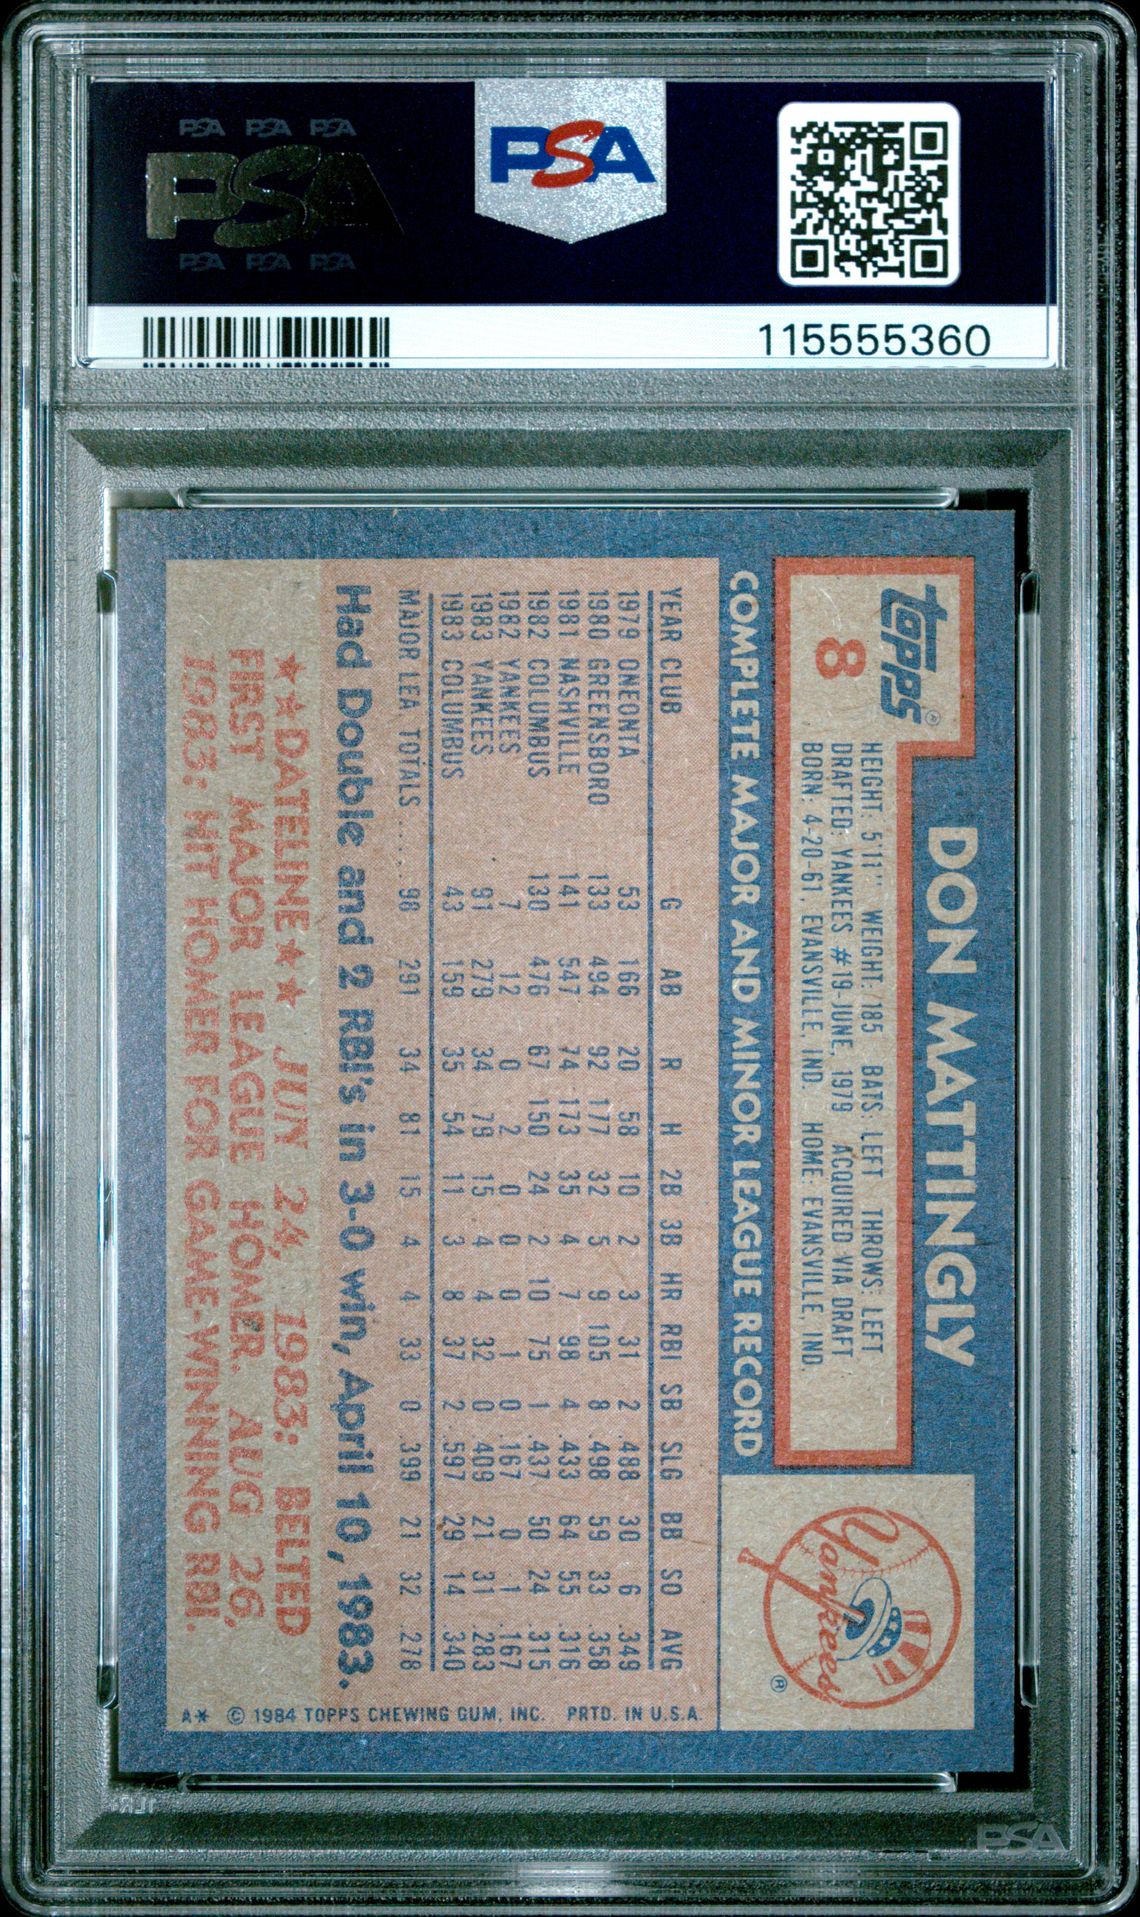 PSA PSA PSA
PSA
PSA PSA PSA
PSA
115555360
topps®
8
DON MATTINGLY
HEIGHT: 5'11" WEIGHT: 185 BATS: LEFT THROWS: LEFT
DRAFTED: YANKEES #19-JUNE, 1979 ACQUIRED VIA DRAFT
BORN: 4-20-61, EVANSVILLE, IND. HOME: EVANSVILLE, IND.
Yankees
®
COMPLETE MAJOR AND MINOR LEAGUE RECORD
YEAR CLUB G AB R H 2B 3B HR RBI SB SLG BB SO AVG
1979 ONEONTA 53 166 20 58 10 2 3 31 2 .488 30 6 .349
1980 GREENSBORO 133 494 92 177 32 5 9 105 8 .498 59 33 .358
1981 NASHVILLE 141 547 74 173 35 4 7 98 4 .433 64 55 .316
1982 COLUMBUS 130 476 67 150 24 2 10 75 1 .437 50 24 .315
1982 YANKEES 7 12 0 2 0 0 0 1 0 .167 0 1 .167
1983 YANKEES 91 279 34 79 15 4 4 32 0 .409 21 31 .283
1983 COLUMBUS 43 159 35 54 11 3 8 37 2 .597 29 14 .340
MAJOR LEA. TOTALS..... 98 291 34 81 15 4 4 33 0 .399 21 32 .278
Had Double and 2 RBI's in 3-0 win, April 10, 1983.
★★DATELINE★★ JUN 24, 1983: BELTED
FIRST MAJOR LEAGUE HOMER. AUG 26,
1983: HIT HOMER FOR GAME-WINNING RBI.
A* © 1984 TOPPS CHEWING GUM, INC. PRTD. IN U.S.A.
PSA